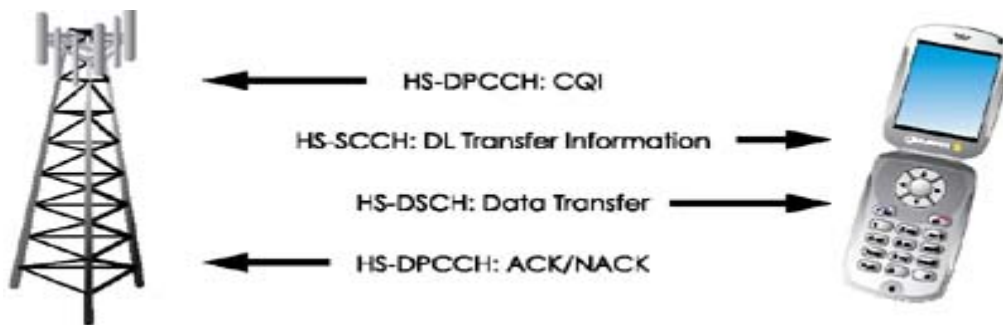 HS-DPCCH: CQI
HS-SCCH: DL Transfer Information
HS-DSCH: Data Transfer
HS-DPCCH: ACK/NACK